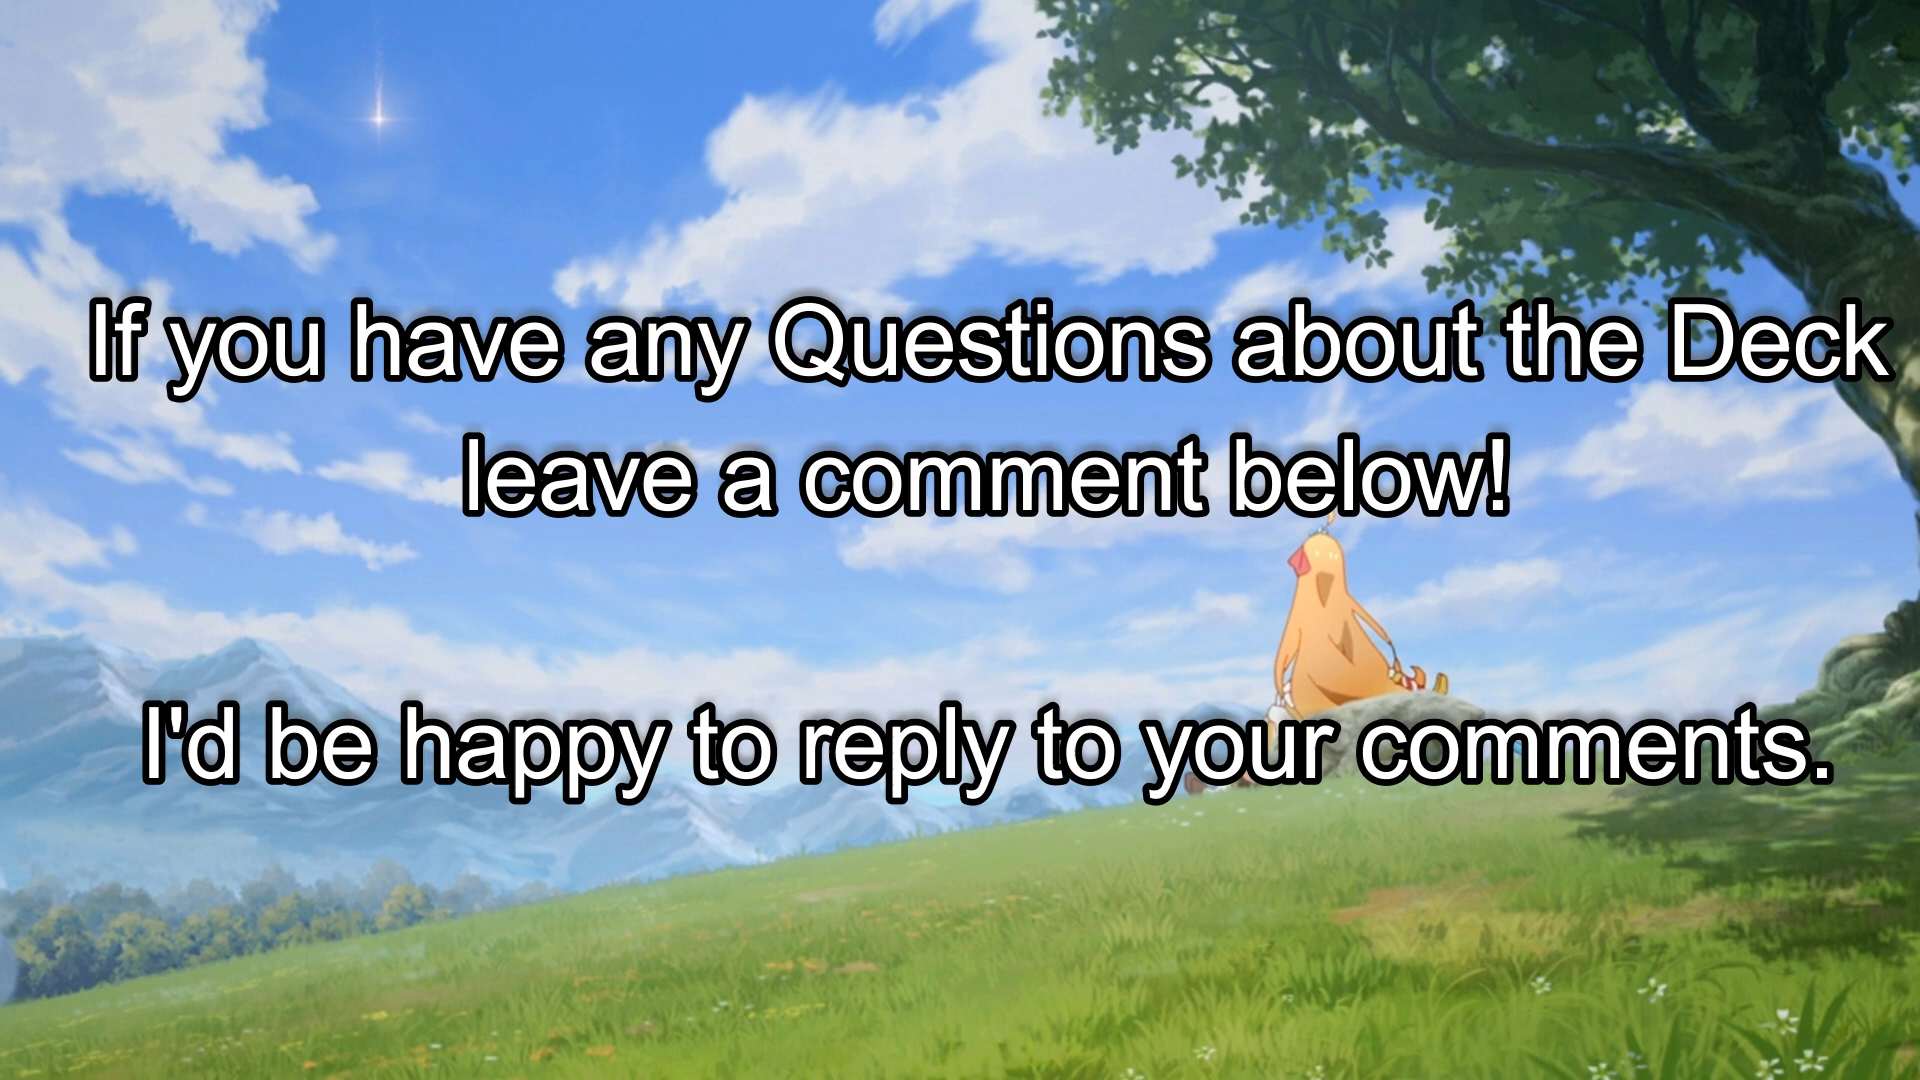 If you have any Questions about the Deck
leave a comment below!
I'd be happy to reply to your comments.